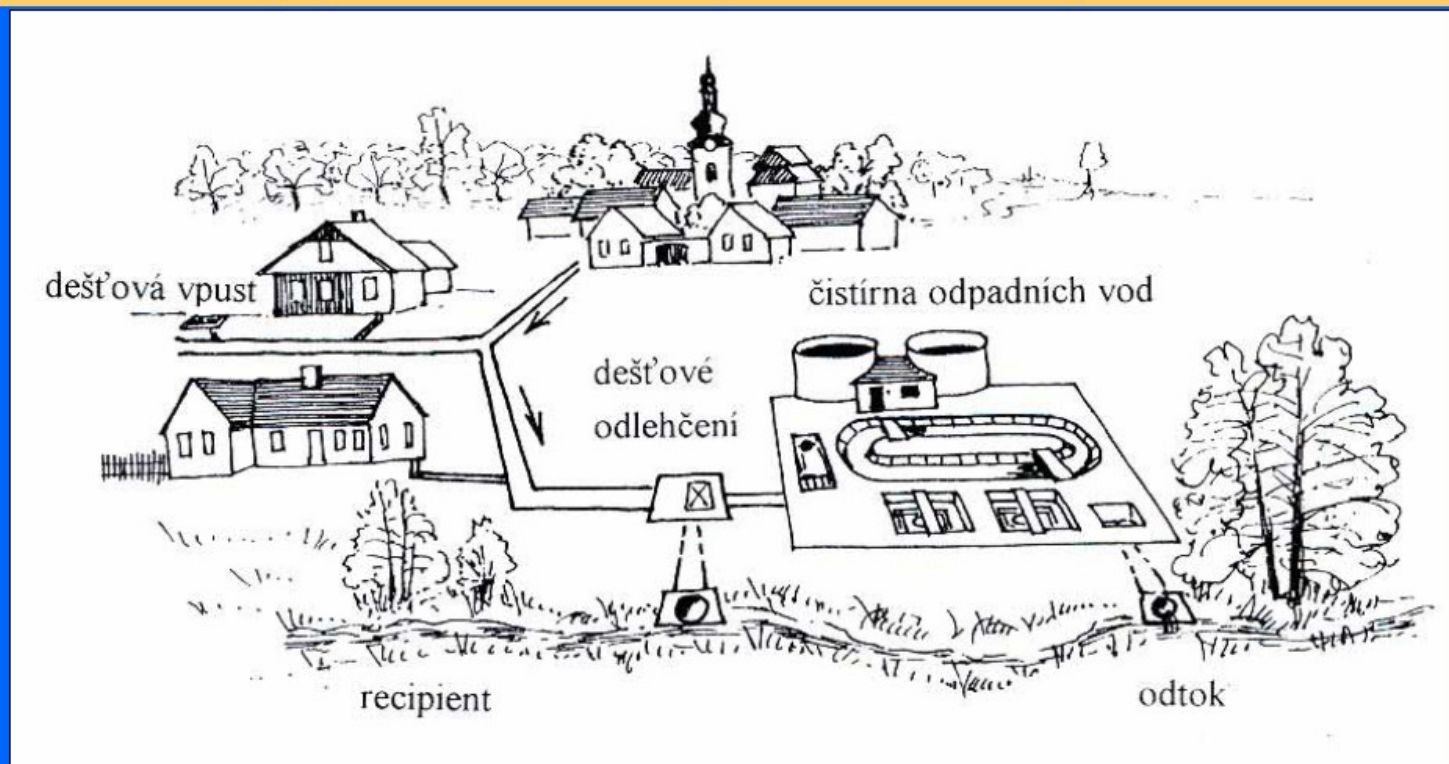 dešťová vpust
čistírna odpadních vod
dešťové
odlehčení
recipient
odtok